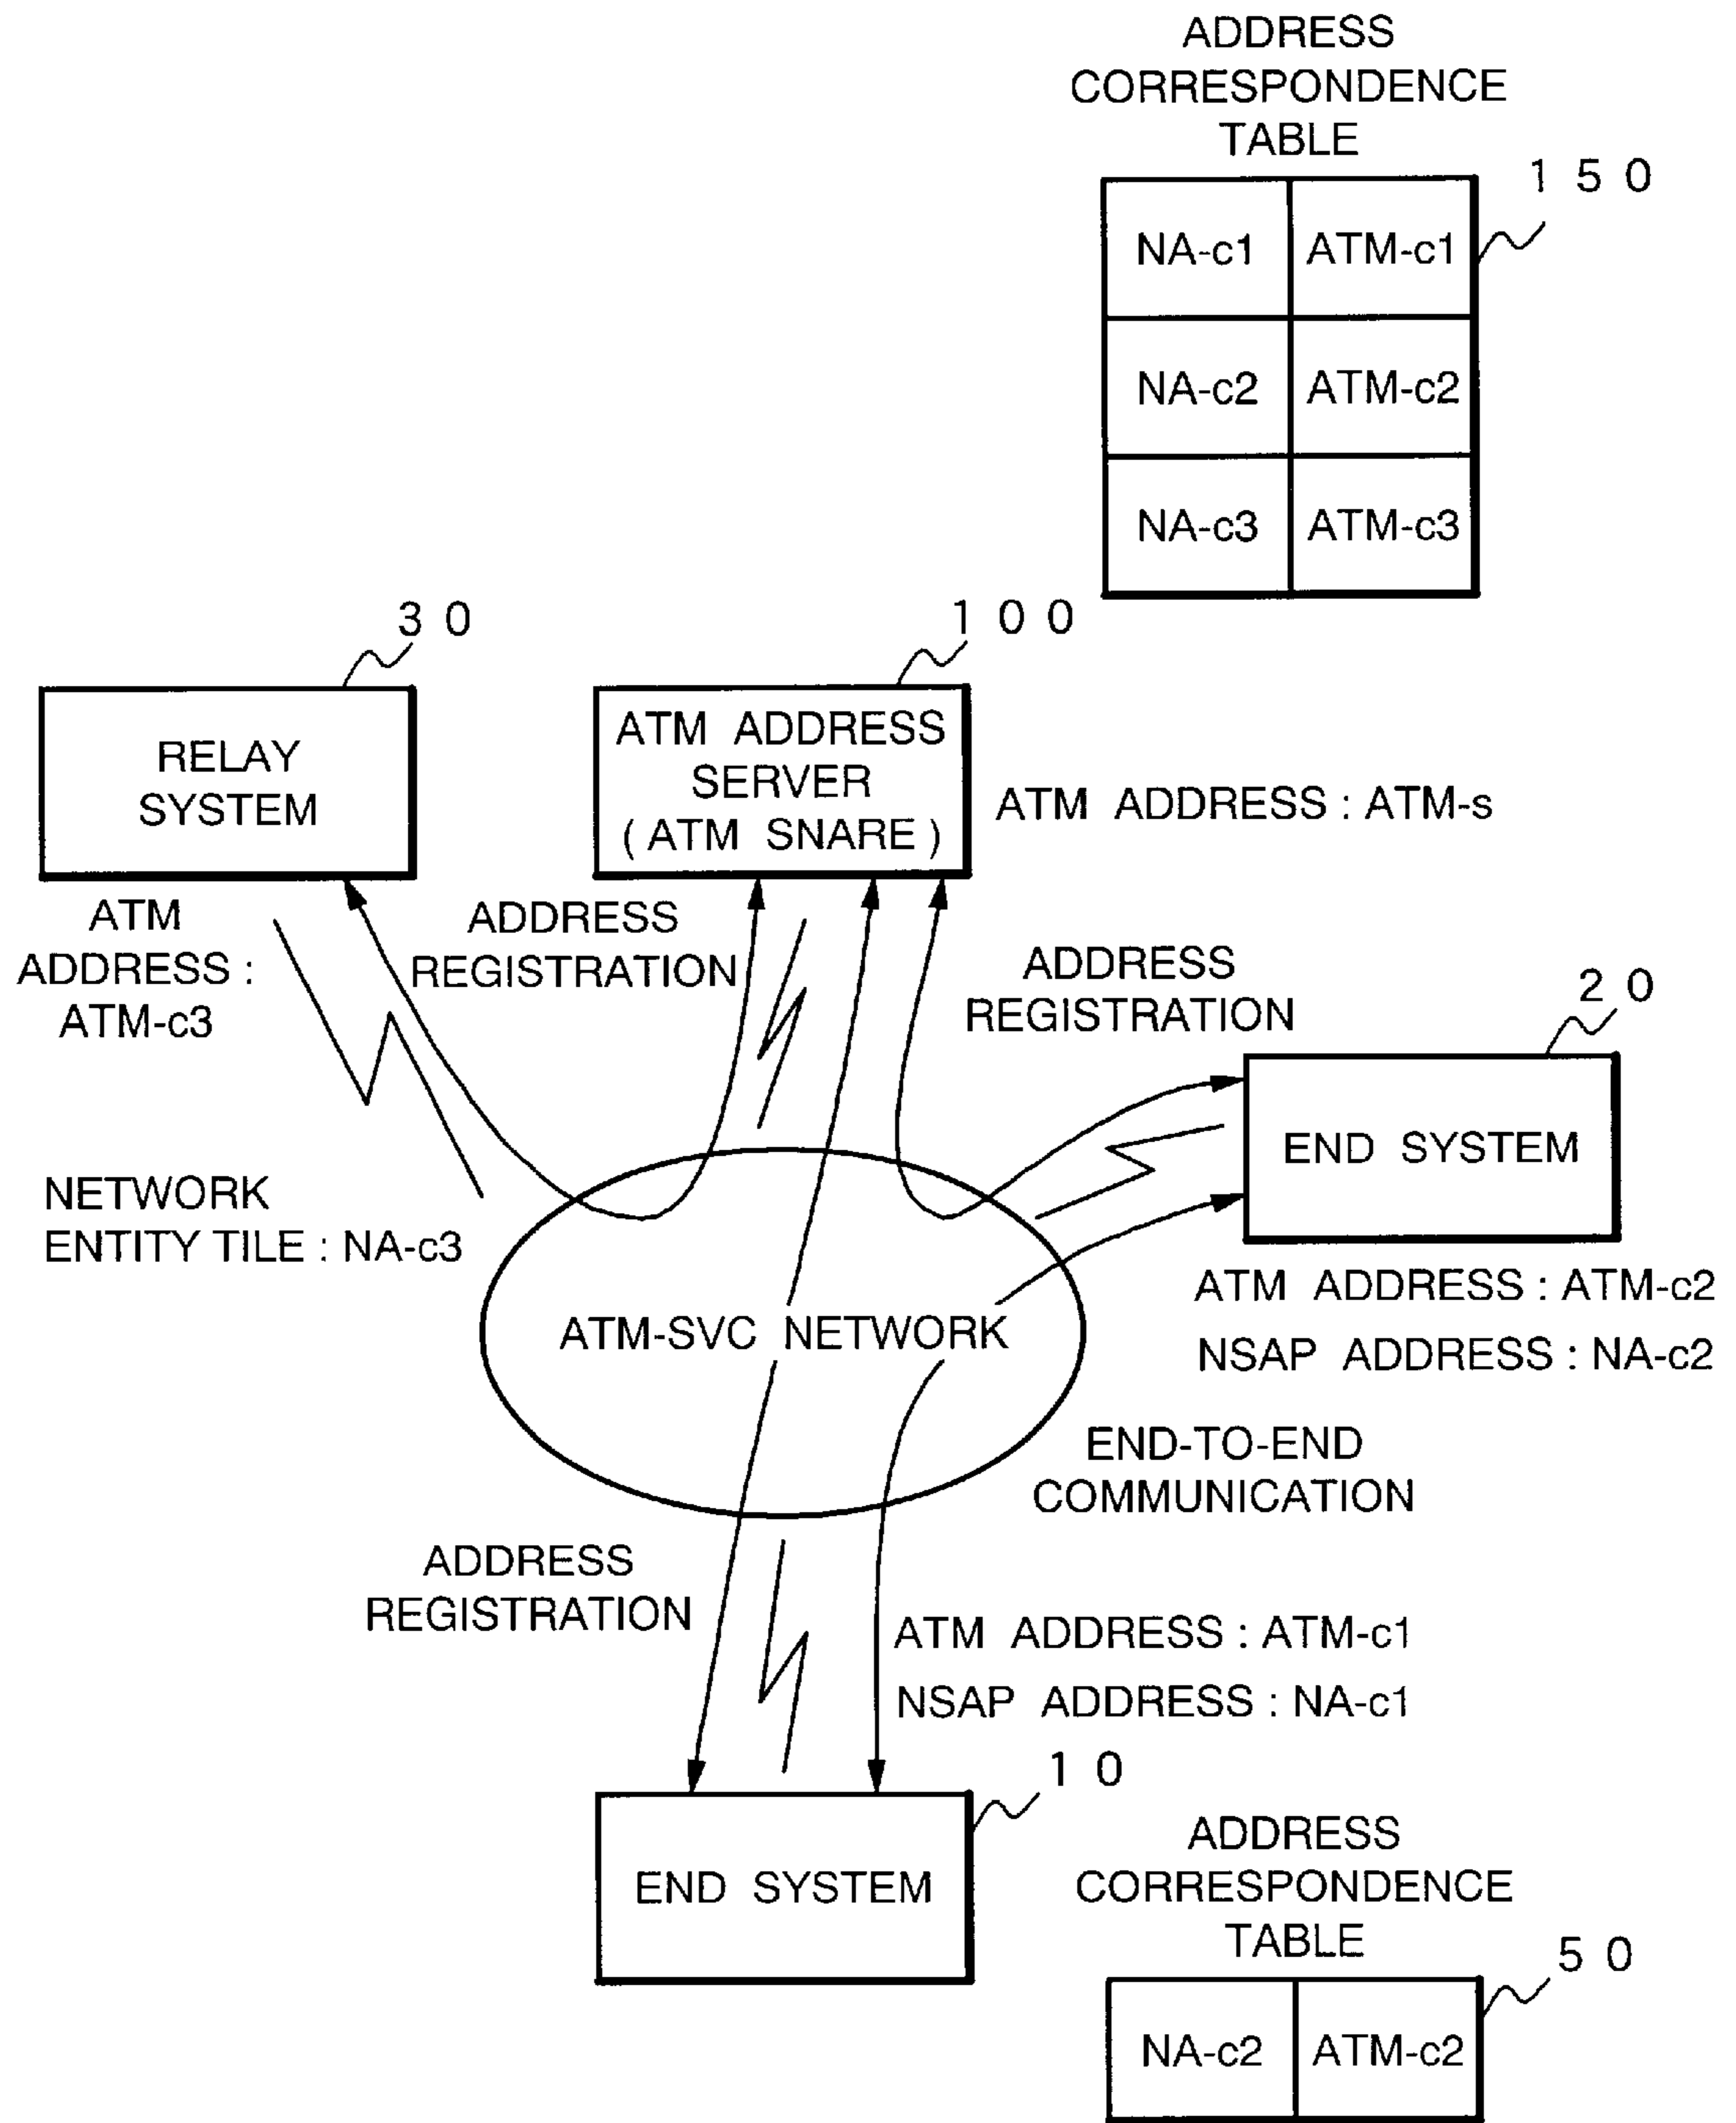 ADDRESS
CORRESPONDENCE
TABLE
150
NA-c1 ATM-c1
NA-c2 ATM-c2
NA-c3 ATM-c3
30
RELAY
SYSTEM
100
ATM ADDRESS
SERVER
( ATM SNARE )
ATM ADDRESS : ATM-s
ATM
ADDRESS :
ATM-c3
ADDRESS
REGISTRATION
ADDRESS
REGISTRATION
20
END SYSTEM
NETWORK
ENTITY TILE : NA-c3
ATM ADDRESS : ATM-c2
NSAP ADDRESS : NA-c2
ATM-SVC NETWORK
END-TO-END
COMMUNICATION
ADDRESS
REGISTRATION
ATM ADDRESS : ATM-c1
NSAP ADDRESS : NA-c1
10
END SYSTEM
ADDRESS
CORRESPONDENCE
TABLE
50
NA-c2 ATM-c2